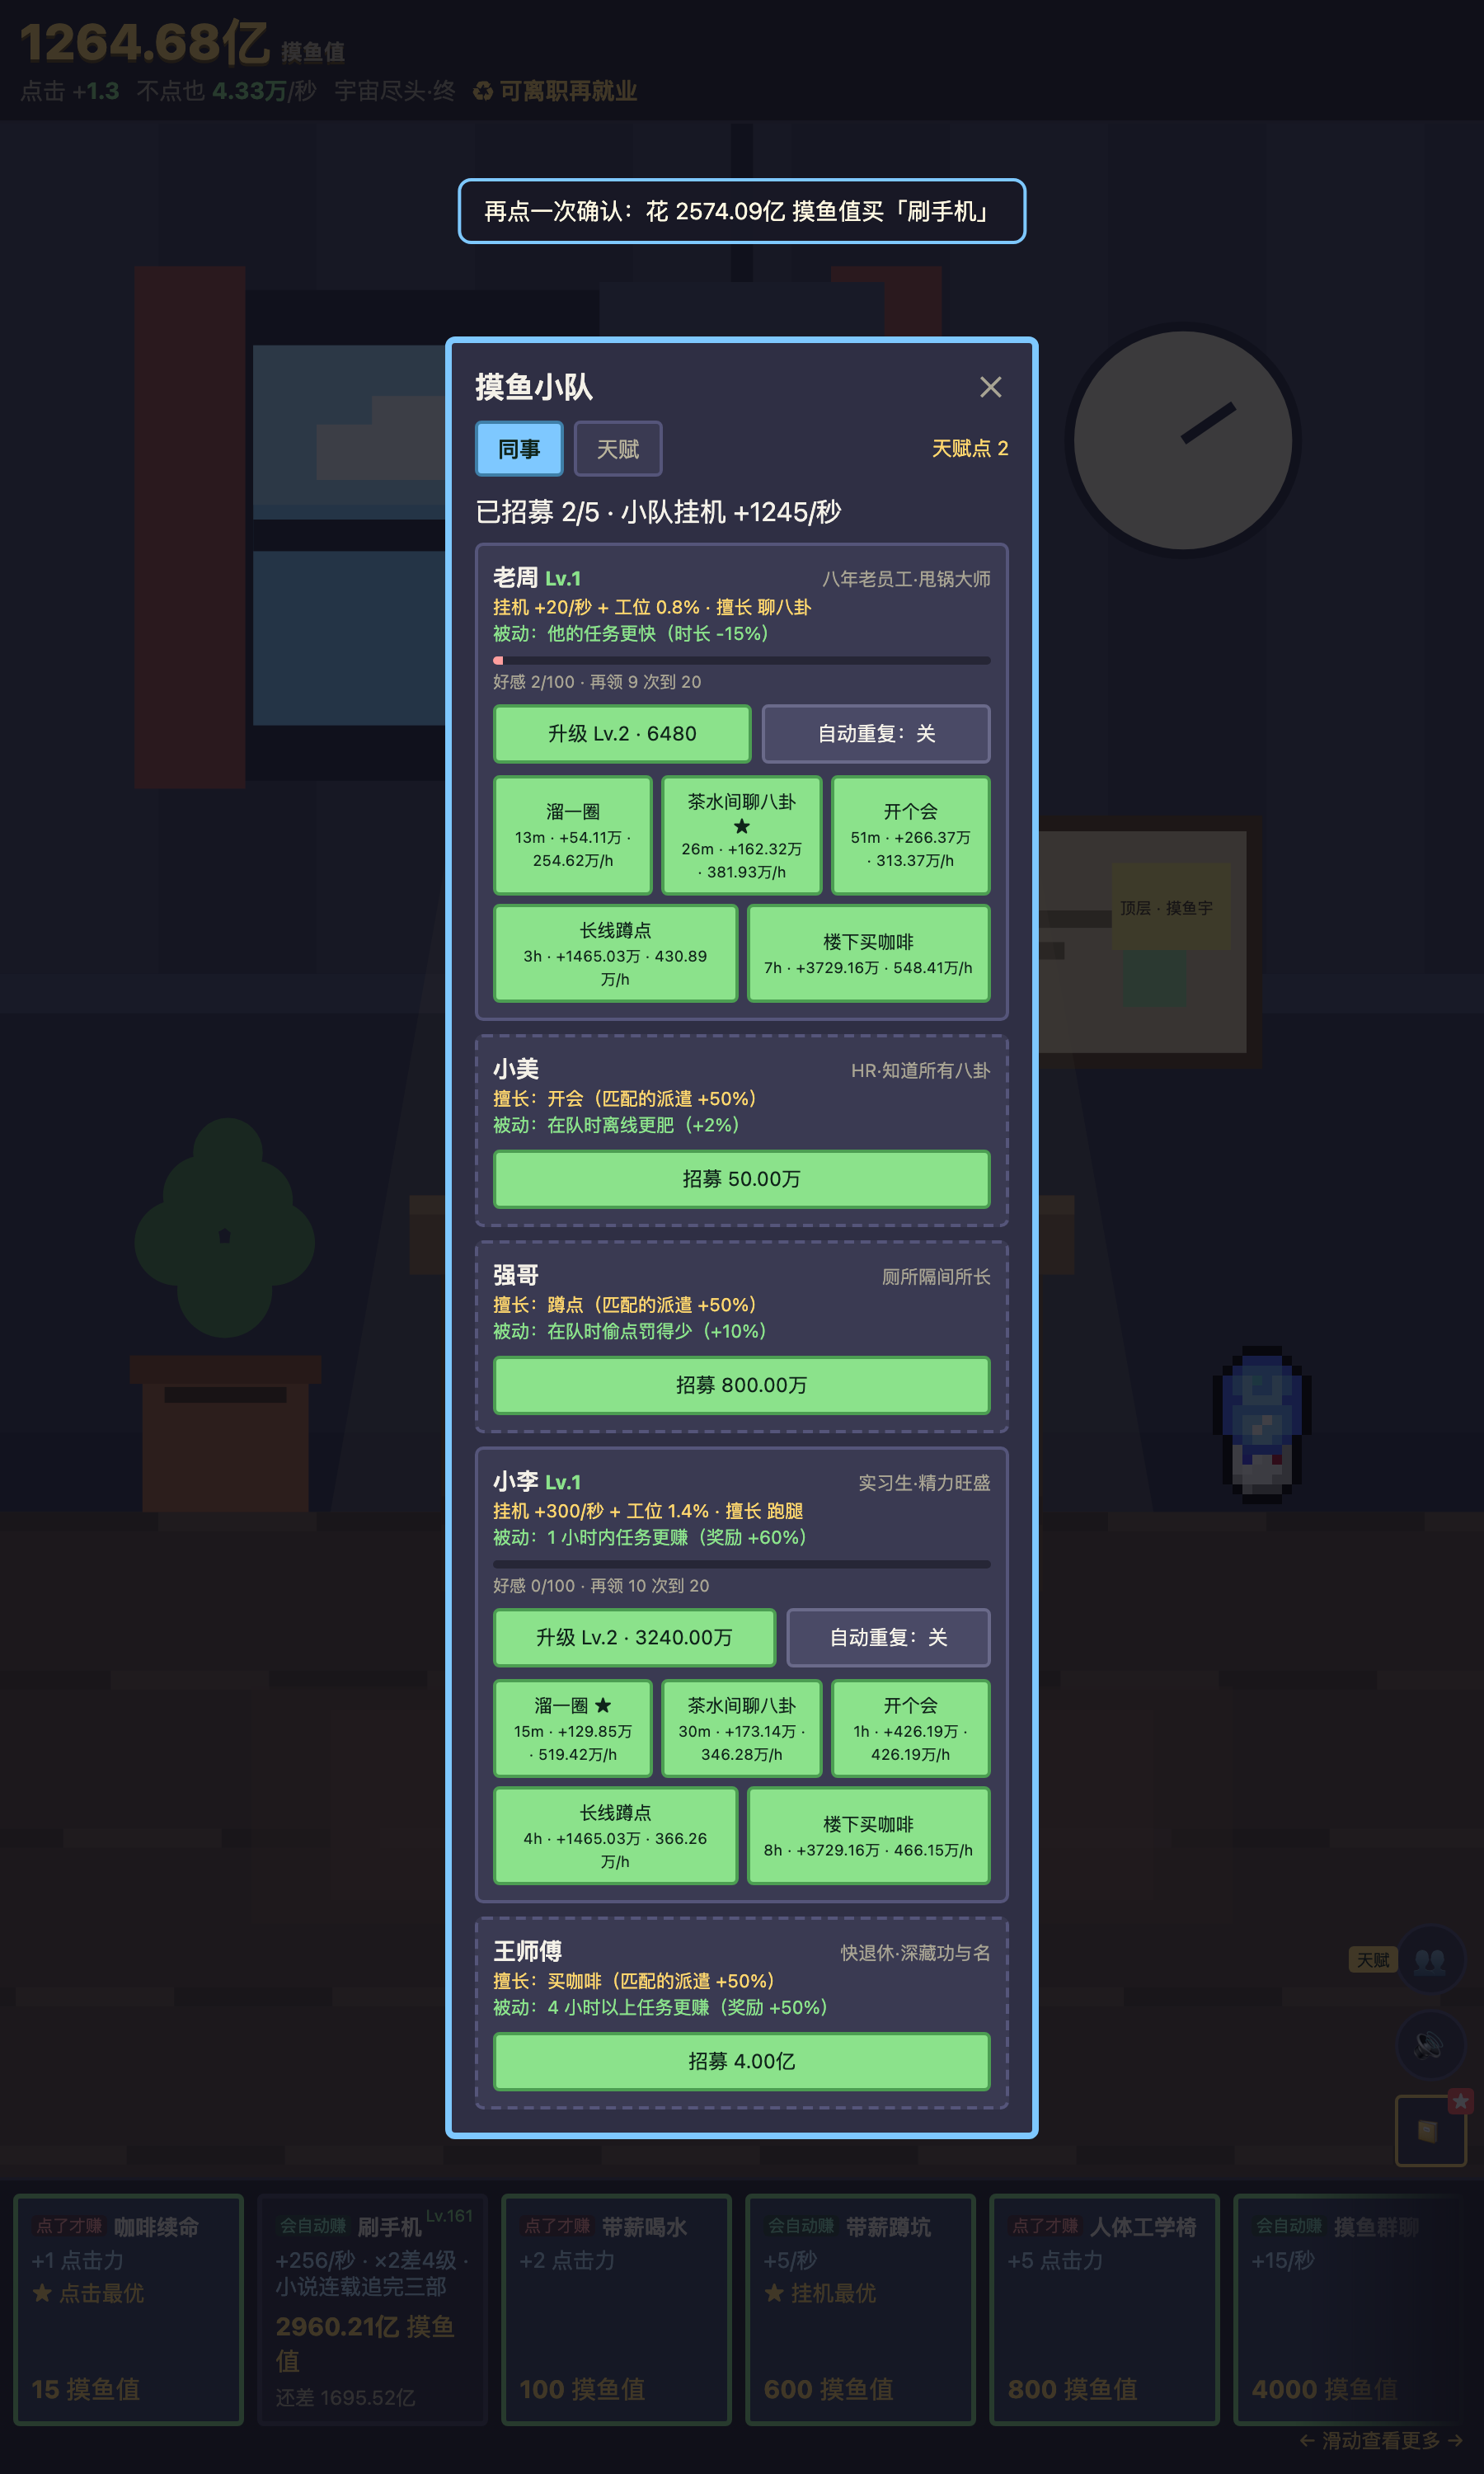 1264.68亿 摸鱼值
点击 +1.3 不点也 4.33万/秒 宇宙尽头·终 ♻ 可离职再就业
再点一次确认：花 2574.09亿 摸鱼值买「刷手机」
摸鱼小队
同事 天赋 天赋点 2
已招募 2/5 · 小队挂机 +1245/秒
老周 Lv.1 八年老员工·甩锅大师
挂机 +20/秒 + 工位 0.8% · 擅长 聊八卦
被动：他的任务更快（时长 -15%）
好感 2/100 · 再领 9 次到 20
升级 Lv.2 · 6480 自动重复：关
溜一圈
13m · +54.11万 ·
254.62万/h
茶水间聊八卦
★
26m · +162.32万
· 381.93万/h
开个会
51m · +266.37万
· 313.37万/h
长线蹲点
3h · +1465.03万 · 430.89
万/h
楼下买咖啡
7h · +3729.16万 · 548.41万/h
顶层 · 摸鱼宇
小美 HR·知道所有八卦
擅长：开会（匹配的派遣 +50%）
被动：在队时离线更肥（+2%）
招募 50.00万
强哥 厕所隔间所长
擅长：蹲点（匹配的派遣 +50%）
被动：在队时偷点罚得少（+10%）
招募 800.00万
小李 Lv.1 实习生·精力旺盛
挂机 +300/秒 + 工位 1.4% · 擅长 跑腿
被动：1 小时内任务更赚（奖励 +60%）
好感 0/100 · 再领 10 次到 20
升级 Lv.2 · 3240.00万 自动重复：关
溜一圈 ★
15m · +129.85万
· 519.42万/h
茶水间聊八卦
30m · +173.14万 ·
346.28万/h
开个会
1h · +426.19万 ·
426.19万/h
长线蹲点
4h · +1465.03万 · 366.26
万/h
楼下买咖啡
8h · +3729.16万 · 466.15万/h
王师傅 快退休·深藏功与名
擅长：买咖啡（匹配的派遣 +50%）
被动：4 小时以上任务更赚（奖励 +50%）
招募 4.00亿
天赋
点了才赚 咖啡续命
+1 点击力
★ 点击最优
15 摸鱼值
会自动赚 刷手机 Lv.161
+256/秒 · ×2差4级 ·
小说连载追完三部
2960.21亿 摸鱼
值
还差 1695.52亿
点了才赚 带薪喝水
+2 点击力
100 摸鱼值
会自动赚 带薪蹲坑
+5/秒
★ 挂机最优
600 摸鱼值
点了才赚 人体工学椅
+5 点击力
800 摸鱼值
会自动赚 摸鱼群聊
+15/秒
4000 摸鱼值
← 滑动查看更多 →